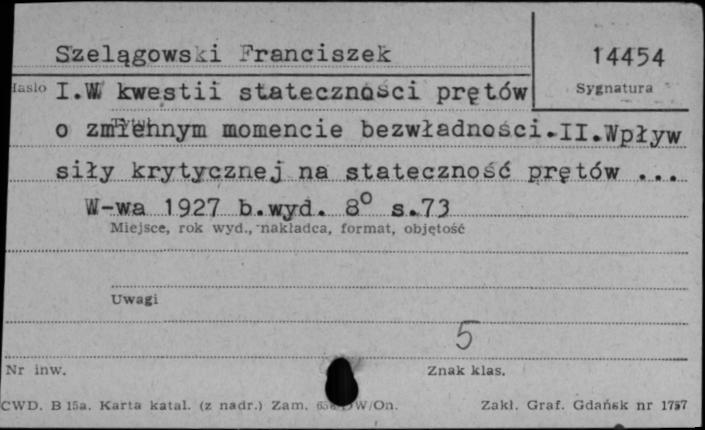 Szelągowski Franciszek
14454
Hasło
Sygnatura
I.W kwestii stateczności prętów
Tytuł
o zmiennym momencie bezwładności.II.Wpływ
siły krytycznej na stateczność prętów ...
W-wa 1927 b.wyd. 8° s.73
Miejsce, rok wyd., nakładca, format, objętość
Uwagi
5
Nr inw.
Znak klas.
CWD. B 15a. Karta katal. (z nadr.) Zam. W/On.
Zakł. Graf. Gdańsk nr 1757